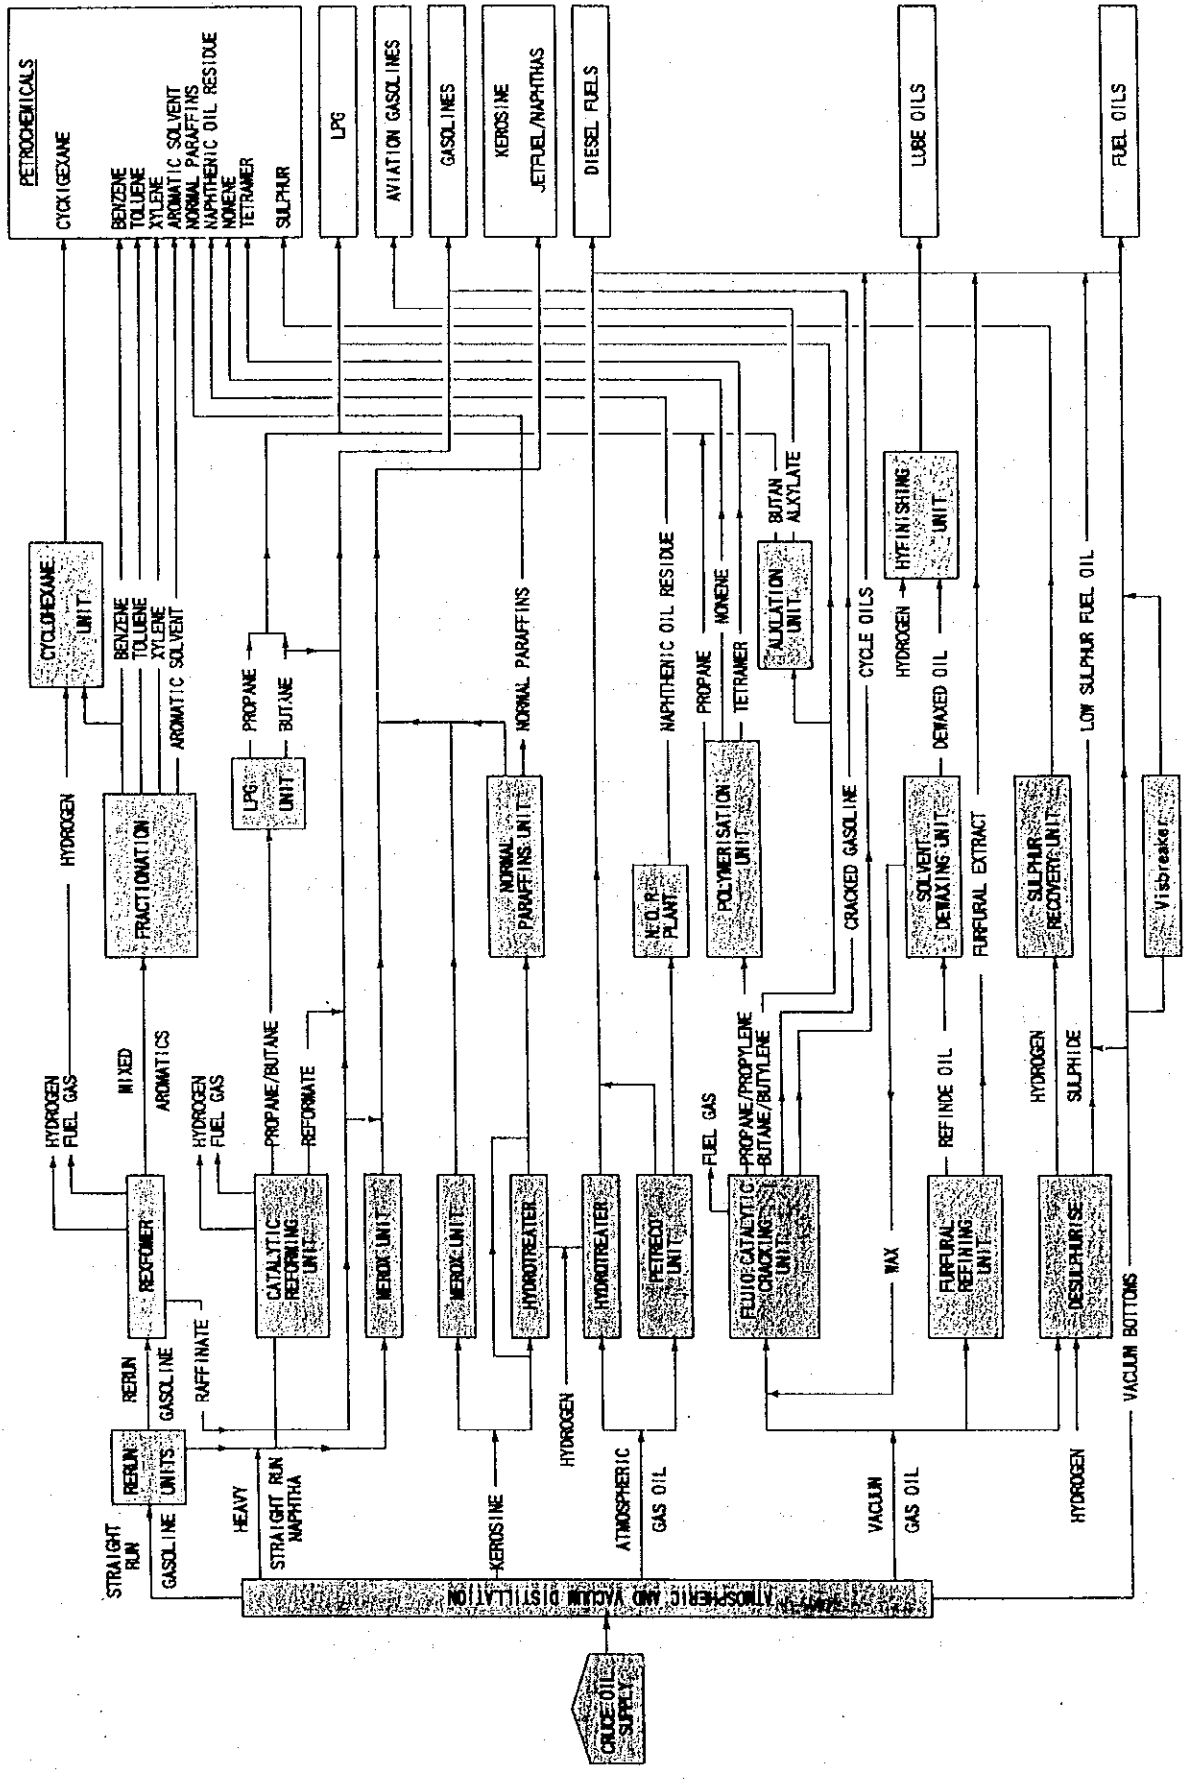 CRUCE OIL
SUPPLY
ATMOSPHERIC AND VACUUM DISTILLATION
STRAIGHT
RUN
GASOLINE
HEAVY
STRAIGHT RUN
NAPHTHA
KEROSINE
ATMOSPHERIC
GAS OIL
VACUUN
GAS OIL
HYDROGEN
VACUUM BOTTOMS
RERUN
UNITS
RERUN
GASOLINE
RAFFINATE
HYDROGEN
REXFOMER
CATALYTIC
REFORMING
UNIT
MEROX UNIT
MEROX UNIT
HYDROTREATER
HYDROTREATER
PETRECO
UNIT
FLUID CATALYTIC
CRACKING
UNIT
WAX
FURFURAL
REFINING
UNIT
DESULPHURISE
HYDROGEN
FUEL GAS
MIXED
AROMATICS
HYDROGEN
FUEL GAS
PROPANE/BUTANE
REFORMATE
FUEL GAS
PROPANE/PROPYLENE
BUTANE/BUTYLENE
REFINDE OIL
HYDROGEN
SULPHIDE
FRACTIONATION
LPG
UNIT
NORMAL
PARAFFINS UNIT
N.O.R.
PLANT
POLYMERISATION
UNIT
CRACKED GASOLINE
CYCLE OILS
SOLVENT
DEWAXING UNIT
FURFURAL EXTRACT
SULPHUR
RECOVERY UNIT
Visbreaker
HYDROGEN
CYCLOHEXANE
UNIT
BENZENE
TOLUENE
XYLENE
AROMATIC SOLVENT
PROPANE
BUTANE
NORMAL PARAFFINS
NAPHTHENIC OIL RESIDUE
PROPANE
NONENE
TETRAMER
ALKLATION
UNIT
BUTAN
ALKYLATE
HYDROGEN
DEWAXED OIL
HYFINISHING
UNIT
LOW SULPHUR FUEL OIL
PETROCHEMICALS
CYCXIGEXANE
BENZENE
TOLUENE
XYLENE
AROMATIC SOLVENT
NORMAL PARAFFINS
NAPHTHENIC OIL RESIDUE
NONENE
TETRAMER
SULPHUR
LPG
AVIATION GASOLINES
GASOLINES
KEROSINE
JETFUEL/NAPHTHAS
DIESEL FUELS
LUBE OILS
FUEL OILS